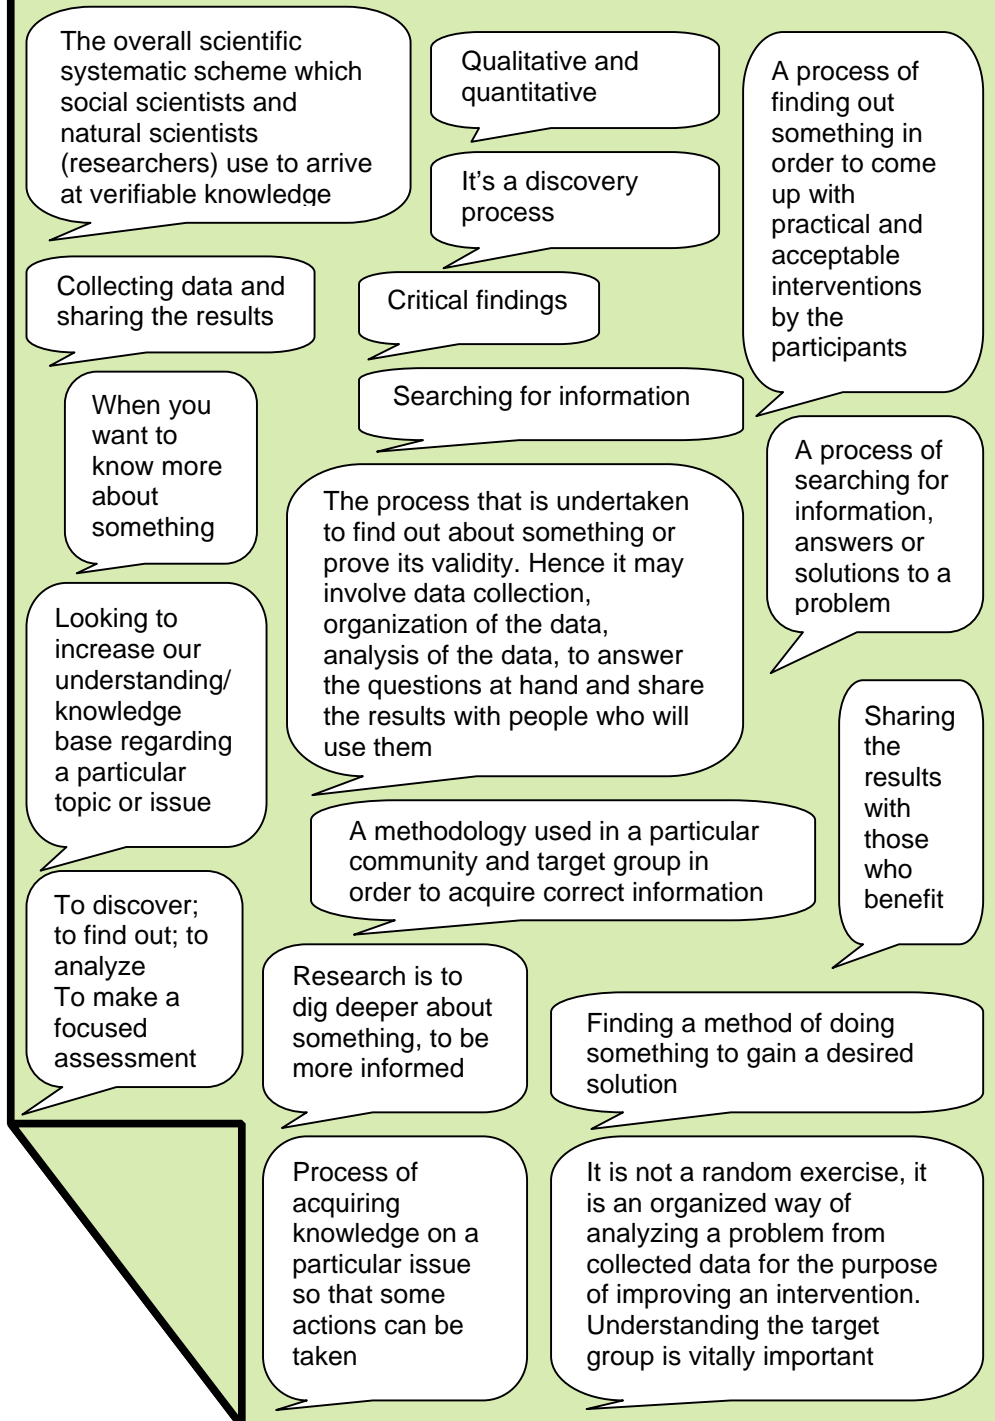 The overall scientific
systematic scheme which
social scientists and
natural scientists
(researchers) use to arrive
at verifiable knowledge
Qualitative and
quantitative
It's a discovery
process
A process of
finding out
something in
order to come
up with
practical and
acceptable
interventions
by the
participants
Collecting data and
sharing the results
Critical findings
When you
want to
know more
about
something
Searching for information
A process of
searching for
information,
answers or
solutions to a
problem
The process that is undertaken
to find out about something or
prove its validity. Hence it may
involve data collection,
organization of the data,
analysis of the data, to answer
the questions at hand and share
the results with people who will
use them
Looking to
increase our
understanding/
knowledge
base regarding
a particular
topic or issue
Sharing
the
results
with
those
who
benefit
A methodology used in a particular
community and target group in
order to acquire correct information
To discover;
to find out; to
analyze
To make a
focused
assessment
Research is to
dig deeper about
something, to be
more informed
Finding a method of doing
something to gain a desired
solution
Process of
acquiring
knowledge on a
particular issue
so that some
actions can be
taken
It is not a random exercise, it
is an organized way of
analyzing a problem from
collected data for the purpose
of improving an intervention.
Understanding the target
group is vitally important